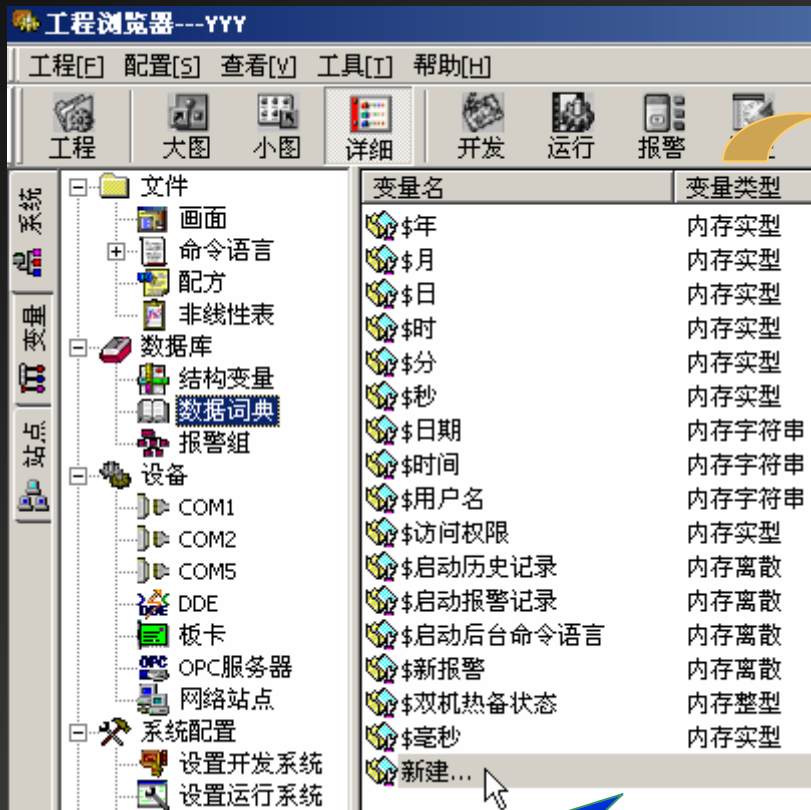 工程浏览器---YYY
工程[F] 配置[S] 查看[V] 工具[T] 帮助[H]
工程 大图 小图 详细 开发 运行 报警
系统
变量
站点
文件
画面
命令语言
配方
非线性表
数据库
结构变量
数据词典
报警组
设备
COM1
COM2
COM5
DDE
板卡
OPC服务器
网络站点
系统配置
设置开发系统
设置运行系统
变量名 变量类型
$年 内存实型
$月 内存实型
$日 内存实型
$时 内存实型
$分 内存实型
$秒 内存实型
$日期 内存字符串
$时间 内存字符串
$用户名 内存字符串
$访问权限 内存实型
$启动历史记录 内存离散
$启动报警记录 内存离散
$启动后台命令语言 内存离散
$新报警 内存离散
$双机热备状态 内存整型
$毫秒 内存实型
新建...